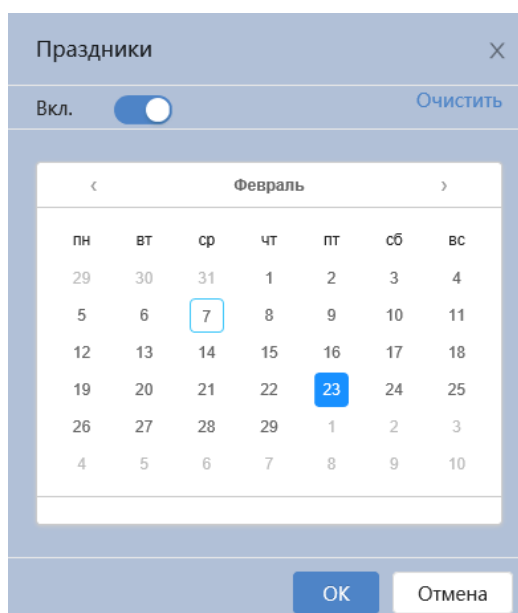 Праздники X
Вкл. Очистить
‹ Февраль ›
пн вт ср чт пт сб вс
29 30 31 1 2 3 4
5 6 7 8 9 10 11
12 13 14 15 16 17 18
19 20 21 22 23 24 25
26 27 28 29 1 2 3
4 5 6 7 8 9 10
OK Отмена